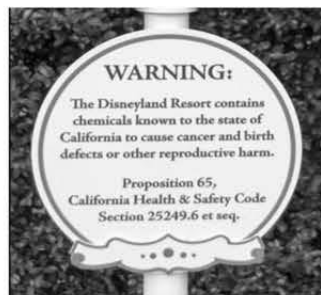 WARNING:
The Disneyland Resort contains
chemicals known to the state of
California to cause cancer and birth
defects or other reproductive harm.
Proposition 65,
California Health & Safety Code
Section 25249.6 et seq.